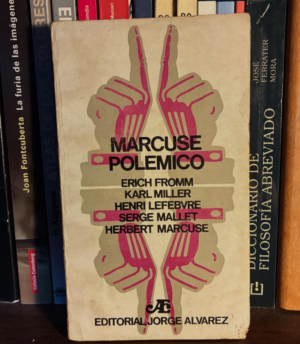 MARCUSE
POLEMICO
ERICH FROMM
KARL MILLER
HENRI LEFEBVRE
SERGE MALLET
HERBERT MARCUSE
EDITORIAL JORGE ALVAREZ
Joan Fontcuberta La furia de las imágenes
JOSÉ
FERRATER
MORA
DICCIONARIO DE
FILOSOFÍA ABREVIADO